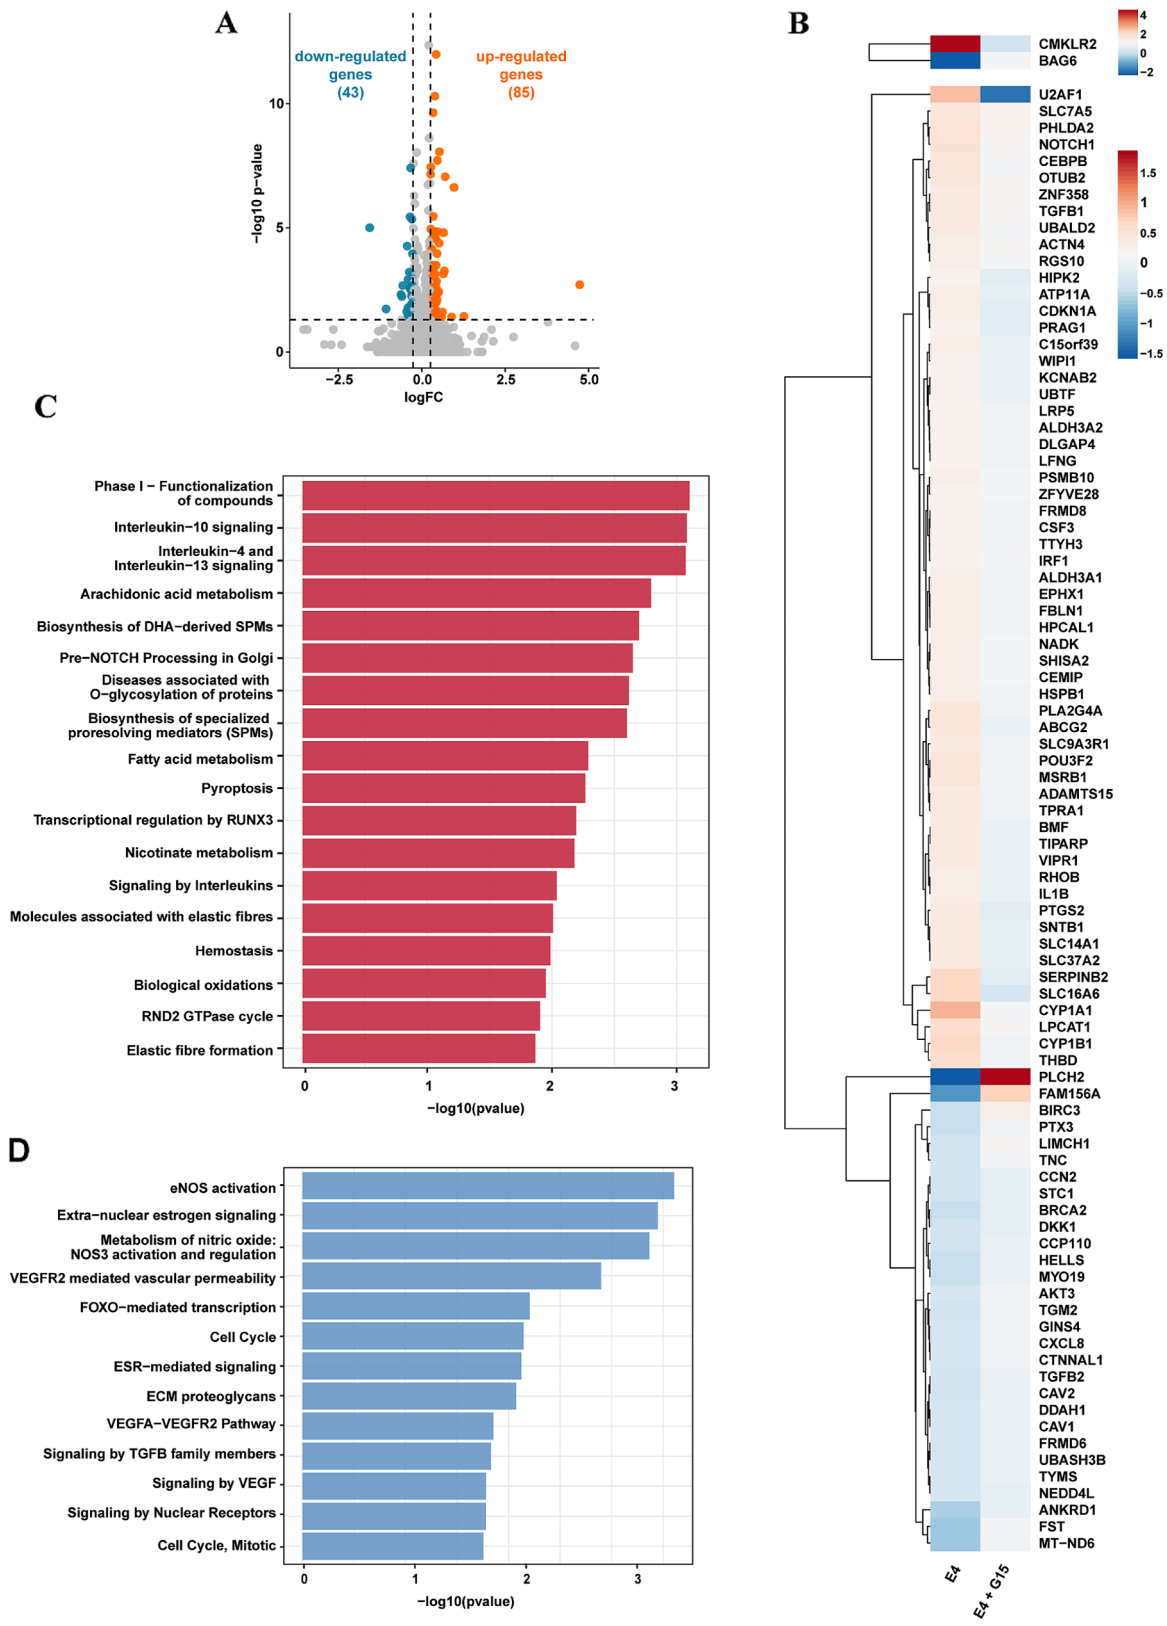 A
down-regulated
genes
(43)
up-regulated
genes
(85)
10
5
0
−log10 p−value
−2.5
0.0
2.5
5.0
logFC
B
4
2
0
−2
1.5
1
0.5
0
−0.5
−1
−1.5
CMKLR2
BAG6
U2AF1
SLC7A5
PHLDA2
NOTCH1
CEBPB
OTUB2
ZNF358
TGFB1
UBALD2
ACTN4
RGS10
HIPK2
ATP11A
CDKN1A
PRAG1
C15orf39
WIPI1
KCNAB2
UBTF
LRP5
ALDH3A2
DLGAP4
LFNG
PSMB10
ZFYVE28
FRMD8
CSF3
TTYH3
IRF1
ALDH3A1
EPHX1
FBLN1
HPCAL1
NADK
SHISA2
CEMIP
HSPB1
PLA2G4A
ABCG2
SLC9A3R1
POU3F2
MSRB1
ADAMTS15
TPRA1
BMF
TIPARP
VIPR1
RHOB
IL1B
PTGS2
SNTB1
SLC14A1
SLC37A2
SERPINB2
SLC16A6
CYP1A1
LPCAT1
CYP1B1
THBD
PLCH2
FAM156A
BIRC3
PTX3
LIMCH1
TNC
CCN2
STC1
BRCA2
DKK1
CCP110
HELLS
MYO19
AKT3
TGM2
GINS4
CXCL8
CTNNAL1
TGFB2
CAV2
DDAH1
CAV1
FRMD6
UBASH3B
TYMS
NEDD4L
ANKRD1
FST
MT−ND6
E4
E4 + G15
C
Phase I − Functionalization
of compounds
Interleukin−10 signaling
Interleukin−4 and
Interleukin−13 signaling
Arachidonic acid metabolism
Biosynthesis of DHA−derived SPMs
Pre−NOTCH Processing in Golgi
Diseases associated with
O−glycosylation of proteins
Biosynthesis of specialized
proresolving mediators (SPMs)
Fatty acid metabolism
Pyroptosis
Transcriptional regulation by RUNX3
Nicotinate metabolism
Signaling by Interleukins
Molecules associated with elastic fibres
Hemostasis
Biological oxidations
RND2 GTPase cycle
Elastic fibre formation
0
1
2
3
−log10(pvalue)
D
eNOS activation
Extra−nuclear estrogen signaling
Metabolism of nitric oxide:
NOS3 activation and regulation
VEGFR2 mediated vascular permeability
FOXO−mediated transcription
Cell Cycle
ESR−mediated signaling
ECM proteoglycans
VEGFA−VEGFR2 Pathway
Signaling by TGFB family members
Signaling by VEGF
Signaling by Nuclear Receptors
Cell Cycle, Mitotic
0
1
2
3
−log10(pvalue)